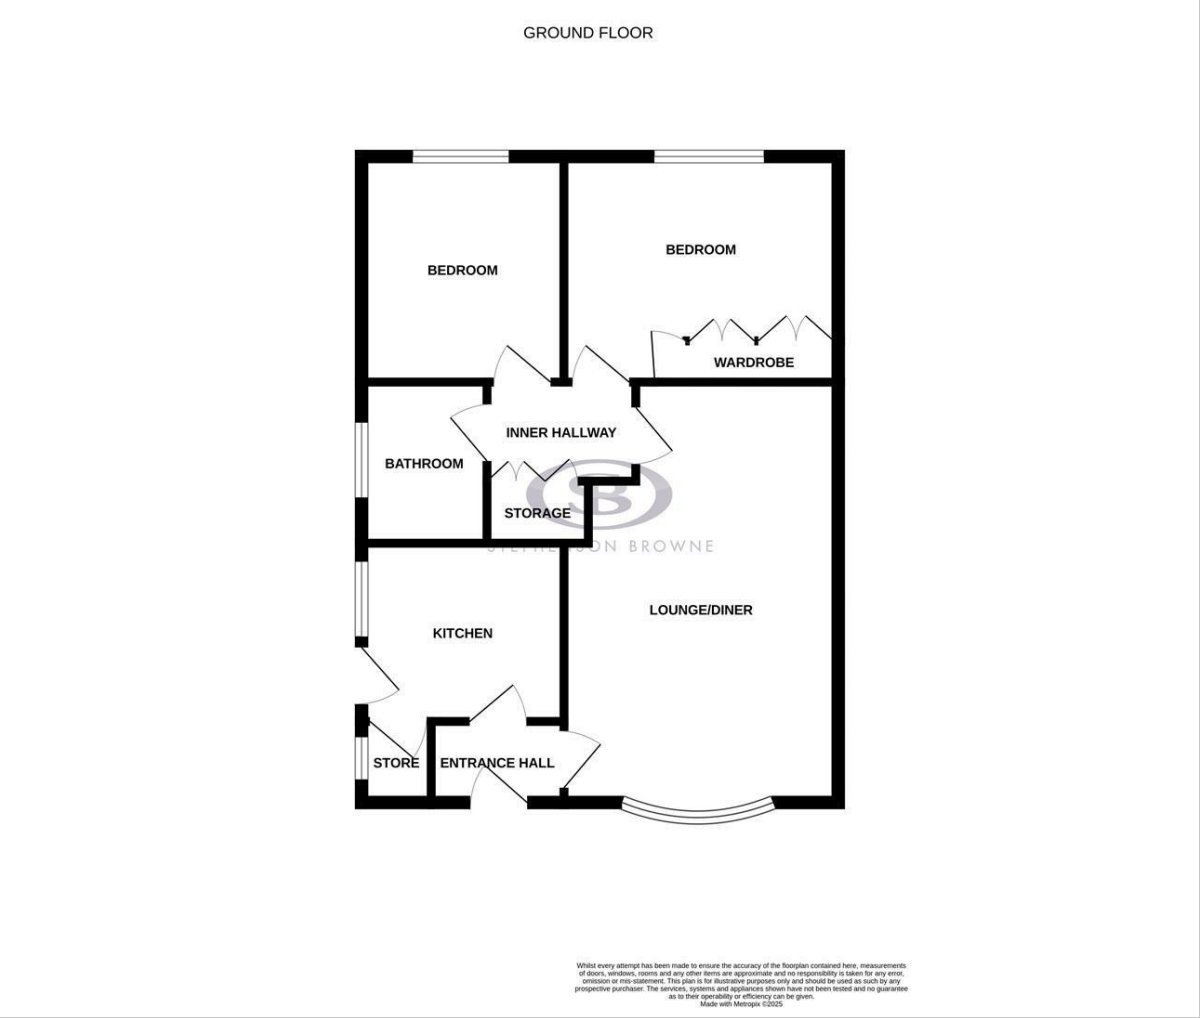 GROUND FLOOR
BEDROOM
BEDROOM
WARDROBE
INNER HALLWAY
BATHROOM
SB
STORAGE
STEPHENSON BROWNE
LOUNGE/DINER
KITCHEN
STORE
ENTRANCE HALL
Whilst every attempt has been made to ensure the accuracy of the floorplan contained here, measurements
of doors, windows, rooms and any other items are approximate and no responsibility is taken for any error,
omission or mis-statement. This plan is for illustrative purposes only and should be used as such by any
prospective purchaser. The services, systems and appliances shown have not been tested and no guarantee
as to their operability or efficiency can be given.
Made with Metropix ©2025